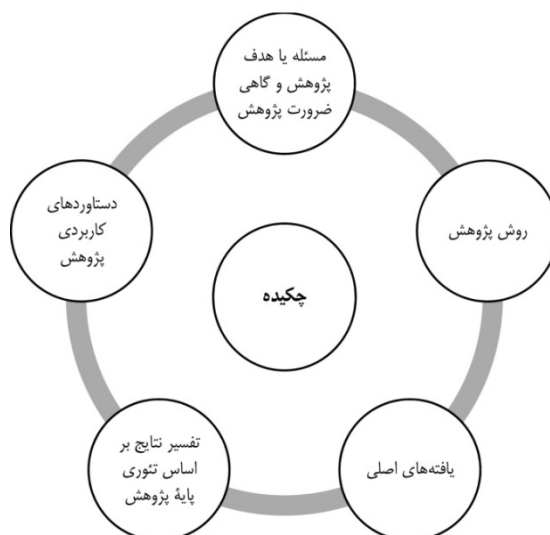 مسئله یا هدف
پژوهش و گاهی
ضرورت پژوهش
روش پژوهش
یافته‌های اصلی
تفسیر نتایج بر
اساس تئوری
پایۀ پژوهش
دستاوردهای
کاربردی
پژوهش
چکیده